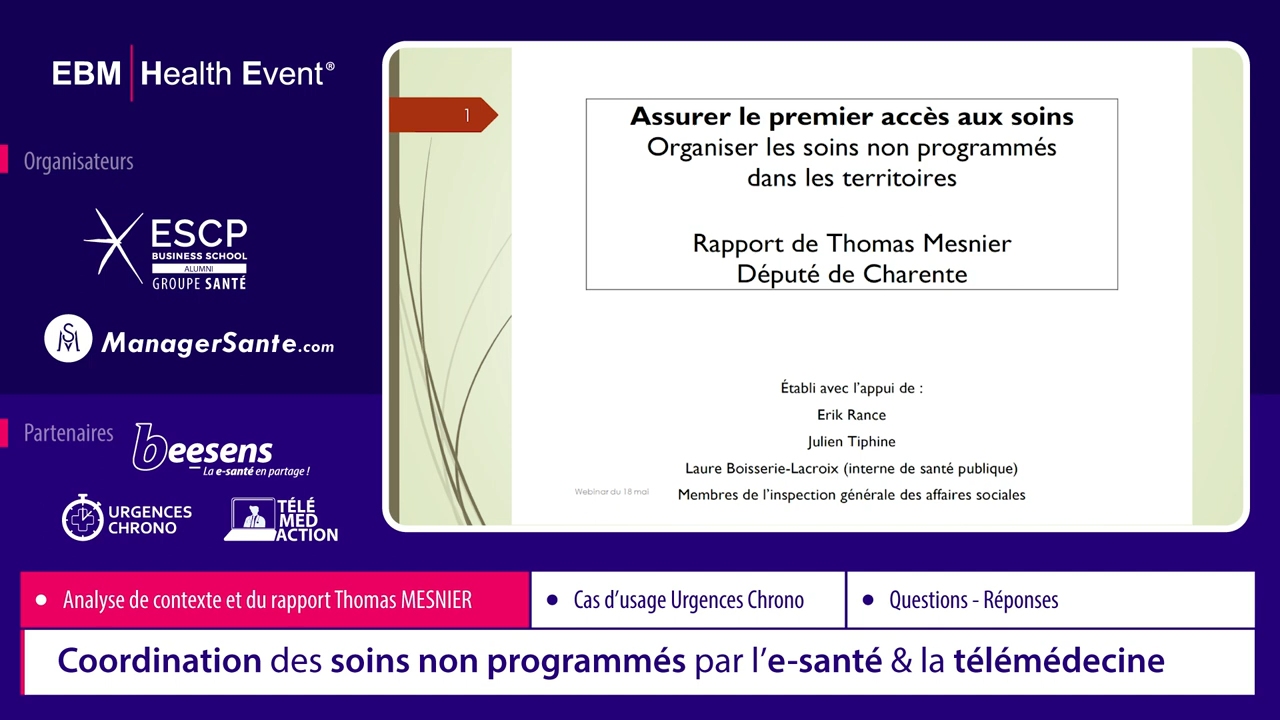 EBM Health Event®
Organisateurs
ESCP
BUSINESS SCHOOL
ALUMNI
GROUPE SANTÉ
SM
ManagerSante.com
Partenaires
beesens
La e-santé en partage !
URGENCES
CHRONO
TÉLÉ
MED
ACTION
1
Assurer le premier accès aux soins
Organiser les soins non programmés
dans les territoires
Rapport de Thomas Mesnier
Député de Charente
Établi avec l’appui de :
Erik Rance
Julien Tiphine
Laure Boisserie-Lacroix (interne de santé publique)
Webinar du 18 mai
Membres de l’inspection générale des affaires sociales
Analyse de contexte et du rapport Thomas MESNIER
Cas d’usage Urgences Chrono
Questions - Réponses
Coordination des soins non programmés par l’e-santé & la télémédecine